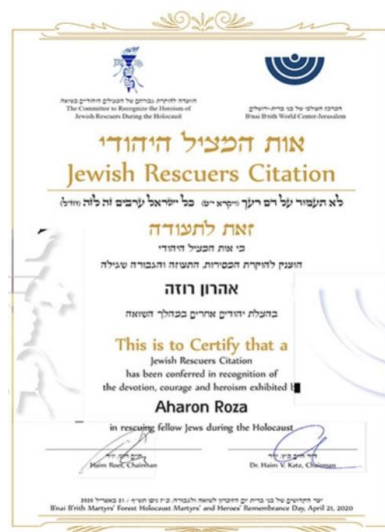 הוועדה להוקרת גבורתם של המצילים היהודיים בשואה
The Committee to Recognize the Heroism of
Jewish Rescuers During the Holocaust
המרכז העולמי של בני ברית-ירושלים
B'nai B'rith World Center-Jerusalem
אות המציל היהודי
Jewish Rescuers Citation
לא תעמוד על דם רעך (ויקרא י"ט) כל ישראל ערבים זה לזה (חז"ל)
זאת לתעודה
כי אות המציל היהודי
הוענק להוקרת המסירות, התעוזה והגבורה שגילה
אהרון רוזה
בהצלת יהודים אחרים במהלך השואה
This is to Certify that a
Jewish Rescuers Citation
has been conferred in recognition of
the devotion, courage and heroism exhibited
Aharon Roza
in rescuing fellow Jews during the Holocaust
Haim Roet, Chairman
Dr. Haim V. Katz, Chairman
B'nai B'rith Martyrs' Forest Holocaust Martyrs' and Heroes' Remembrance Day, April 21, 2020